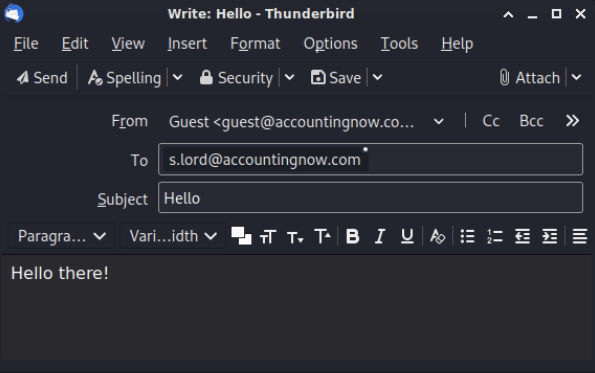 Write: Hello - Thunderbird
File Edit View Insert Format Options Tools Help
Send Spelling Security Save Attach
From Guest <guest@accountingnow.co... Cc Bcc
To s.lord@accountingnow.com
Subject Hello
Paragra... Vari...idth B I U
Hello there!